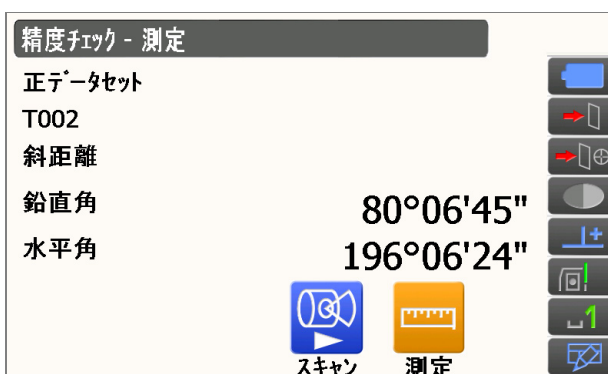 精度ﾁｪｯｸ - 測定
正ﾃﾞｰﾀｾｯﾄ
T002
斜距離
鉛直角 80°06'45"
水平角 196°06'24"
ｽｷｬﾝ 測定